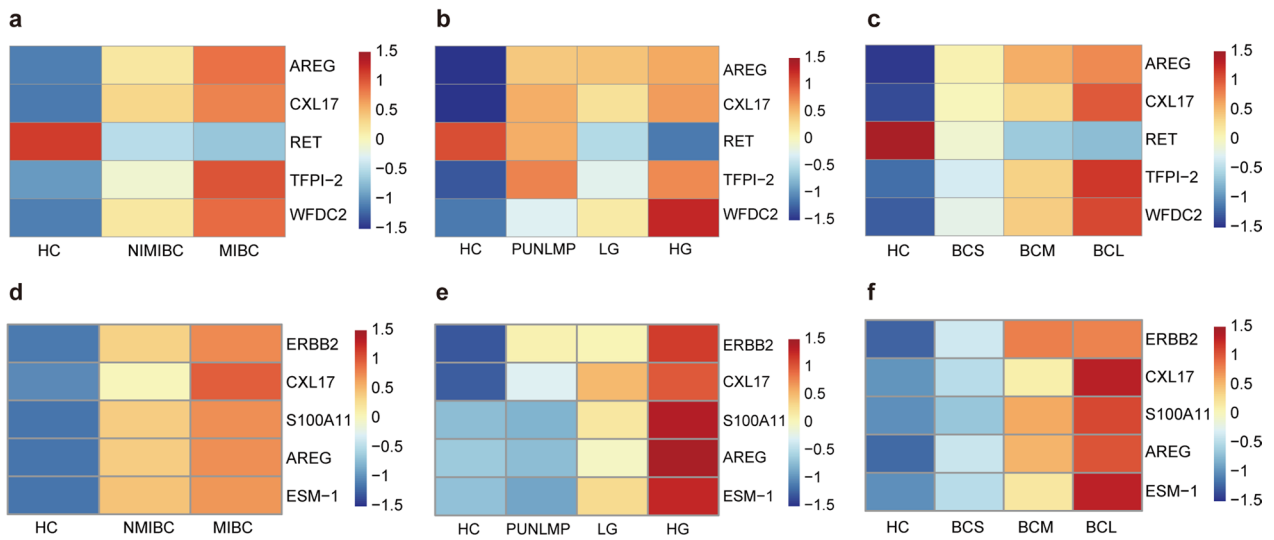 a
AREG
CXL17
RET
TFPI-2
WFDC2
HC NIMIBC MIBC
1.5
1
0.5
0
−0.5
−1
−1.5
b
AREG
CXL17
RET
TFPI-2
WFDC2
HC PUNLMP LG HG
1.5
1
0.5
0
−0.5
−1
−1.5
c
AREG
CXL17
RET
TFPI-2
WFDC2
HC BCS BCM BCL
1.5
1
0.5
0
−0.5
−1
−1.5
d
ERBB2
CXL17
S100A11
AREG
ESM-1
HC NMIBC MIBC
1.5
1
0.5
0
−0.5
−1
−1.5
e
ERBB2
CXL17
S100A11
AREG
ESM-1
HC PUNLMP LG HG
1.5
1
0.5
0
−0.5
−1
−1.5
f
ERBB2
CXL17
S100A11
AREG
ESM-1
HC BCS BCM BCL
1.5
1
0.5
0
−0.5
−1
−1.5